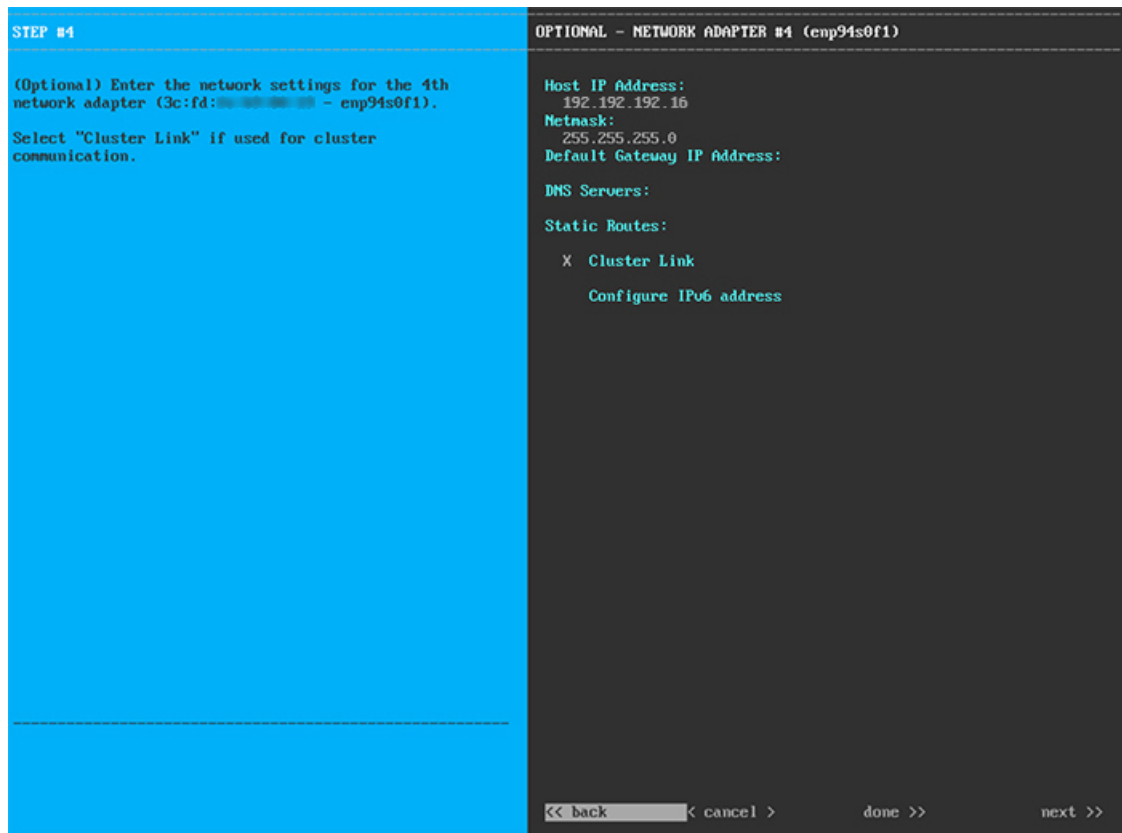 STEP #4
(Optional) Enter the network settings for the 4th
network adapter (3c:fd: - enp94s0f1).
Select "Cluster Link" if used for cluster
communication.
OPTIONAL - NETWORK ADAPTER #4 (enp94s0f1)
Host IP Address:
192.192.192.16
Netmask:
255.255.255.0
Default Gateway IP Address:
DNS Servers:
Static Routes:
X Cluster Link
Configure IPv6 address
<< back < cancel > done >> next >>